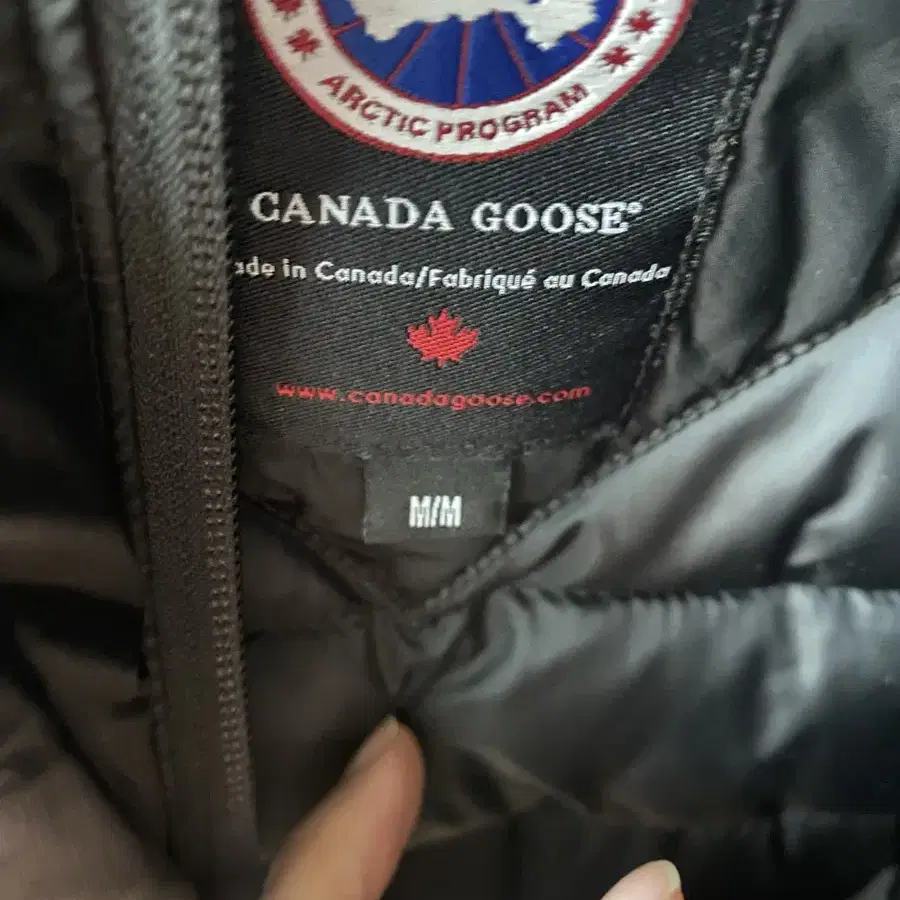 ARCTIC PROGRAM
CANADA GOOSE®
ade in Canada/Fabriqué au Canada
www.canadagoose.com
M/M